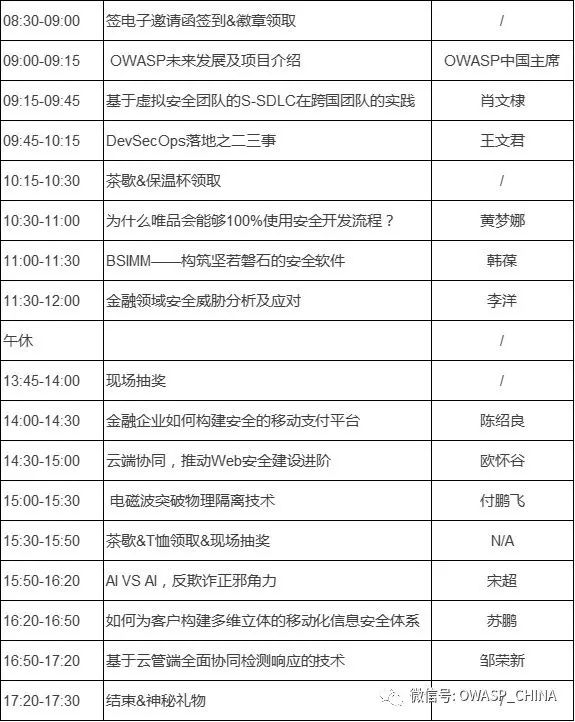 08:30-09:00 签电子邀请函签到&徽章领取 /
09:00-09:15 OWASP未来发展及项目介绍 OWASP中国主席
09:15-09:45 基于虚拟安全团队的S-SDLC在跨国团队的实践 肖文棣
09:45-10:15 DevSecOps落地之二三事 王文君
10:15-10:30 茶歇&保温杯领取 /
10:30-11:00 为什么唯品会能够100%使用安全开发流程？ 黄梦娜
11:00-11:30 BSIMM——构筑坚若磐石的安全软件 韩葆
11:30-12:00 金融领域安全威胁分析及应对 李洋
午休 /
13:45-14:00 现场抽奖 /
14:00-14:30 金融企业如何构建安全的移动支付平台 陈绍良
14:30-15:00 云端协同，推动Web安全建设进阶 欧怀谷
15:00-15:30 电磁波突破物理隔离技术 付鹏飞
15:30-15:50 茶歇&T恤领取&现场抽奖 N/A
15:50-16:20 AI VS AI，反欺诈正邪角力 宋超
16:20-16:50 如何为客户构建多维立体的移动化信息安全体系 苏鹏
16:50-17:20 基于云管端全面协同检测响应的技术 邹荣新
17:20-17:30 结束&神秘礼物 /
微信号: OWASP_CHINA